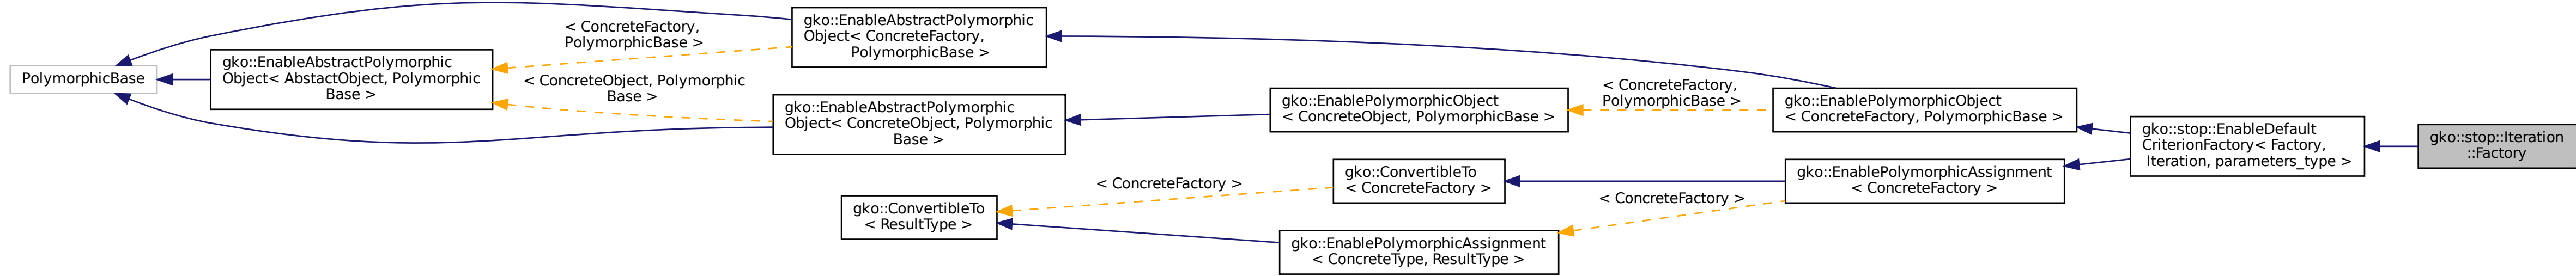 PolymorphicBase
gko::EnableAbstractPolymorphic
Object< AbstactObject, Polymorphic
Base >
< ConcreteFactory,
PolymorphicBase >
< ConcreteObject, Polymorphic
Base >
gko::EnableAbstractPolymorphic
Object< ConcreteFactory,
PolymorphicBase >
gko::EnableAbstractPolymorphic
Object< ConcreteObject, Polymorphic
Base >
gko::ConvertibleTo
< ResultType >
< ConcreteFactory >
gko::EnablePolymorphicObject
< ConcreteObject, PolymorphicBase >
gko::ConvertibleTo
< ConcreteFactory >
gko::EnablePolymorphicAssignment
< ConcreteType, ResultType >
< ConcreteFactory,
PolymorphicBase >
< ConcreteFactory >
gko::EnablePolymorphicObject
< ConcreteFactory, PolymorphicBase >
gko::EnablePolymorphicAssignment
< ConcreteFactory >
gko::stop::EnableDefault
CriterionFactory< Factory,
Iteration, parameters_type >
gko::stop::Iteration
::Factory